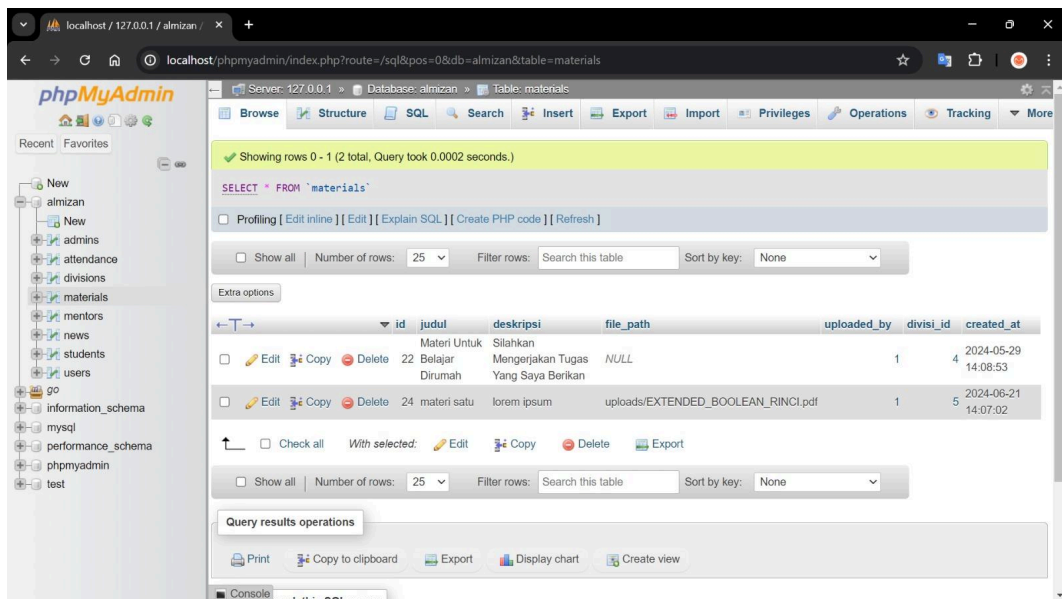 localhost / 127.0.0.1 / almizan /
localhost/phpmyadmin/index.php?route=/sql&pos=0&db=almizan&table=materials
phpMyAdmin
Recent Favorites
New
almizan
New
admins
attendance
divisions
materials
mentors
news
students
users
go
information_schema
mysql
performance_schema
phpmyadmin
test
Server: 127.0.0.1 » Database: almizan » Table: materials
Browse Structure SQL Search Insert Export Import Privileges Operations Tracking More
Showing rows 0 - 1 (2 total, Query took 0.0002 seconds.)
SELECT * FROM `materials`
Profiling [ Edit inline ] [ Edit ] [ Explain SQL ] [ Create PHP code ] [ Refresh ]
Show all | Number of rows: 25 Filter rows: Search this table Sort by key: None
Extra options
←T→ id judul deskripsi file_path uploaded_by divisi_id created_at
Materi Untuk Silahkan
Edit Copy Delete 22 Belajar Mengerjakan Tugas NULL 1 4 2024-05-29
Dirumah Yang Saya Berikan 14:08:53
Edit Copy Delete 24 materi satu lorem ipsum uploads/EXTENDED_BOOLEAN_RINCI.pdf 1 5 2024-06-21
14:07:02
Check all With selected: Edit Copy Delete Export
Show all | Number of rows: 25 Filter rows: Search this table Sort by key: None
Query results operations
Print Copy to clipboard Export Display chart Create view
Console